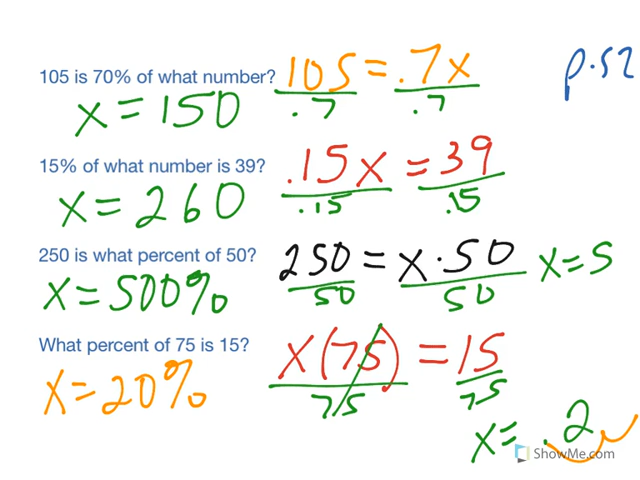 p. 52
105 is 70% of what number? 105 = .7x
.7 .7
x = 150
15% of what number is 39? .15x = 39
.15 .15
x = 260
250 is what percent of 50? 250 = x · 50 x = 5
50 50
x = 500%
What percent of 75 is 15? x(75) = 15
75 75
x = 20%
x = .2
ShowMe.com